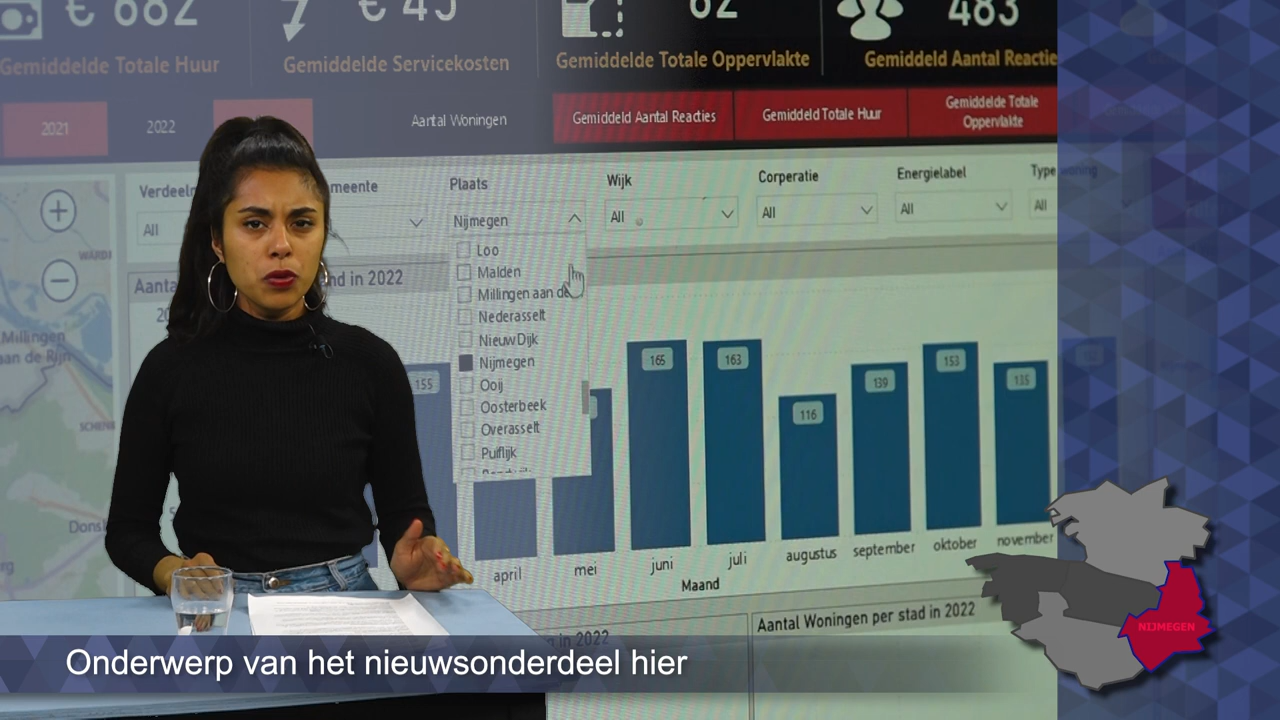 € 682
€ 45
62
483
Gemiddelde Totale Huur
Gemiddelde Servicekosten
Gemiddelde Totale Oppervlakte
Gemiddeld Aantal Reactie
2021
2022
Aantal Woningen
Gemiddeld Aantal Reacties
Gemiddeld Totale Huur
Gemiddelde Totale
Oppervlakte
Plaats
Wijk
Corperatie
Energielabel
Type
All
Nijmegen
All
All
All
All
Loo
Malden
Millingen aan de
Nederasselt
Nieuw Dijk
Nijmegen
Ooij
Oosterbeek
Overasselt
Puiflijk
nd in 2022
Millingen
aan de Rijn
155
165
163
116
139
153
135
april
mei
juni
juli
augustus
september
oktober
november
Maand
in 2022
Aantal Woningen per stad in 2022
NIJMEGEN
Onderwerp van het nieuwsonderdeel hier